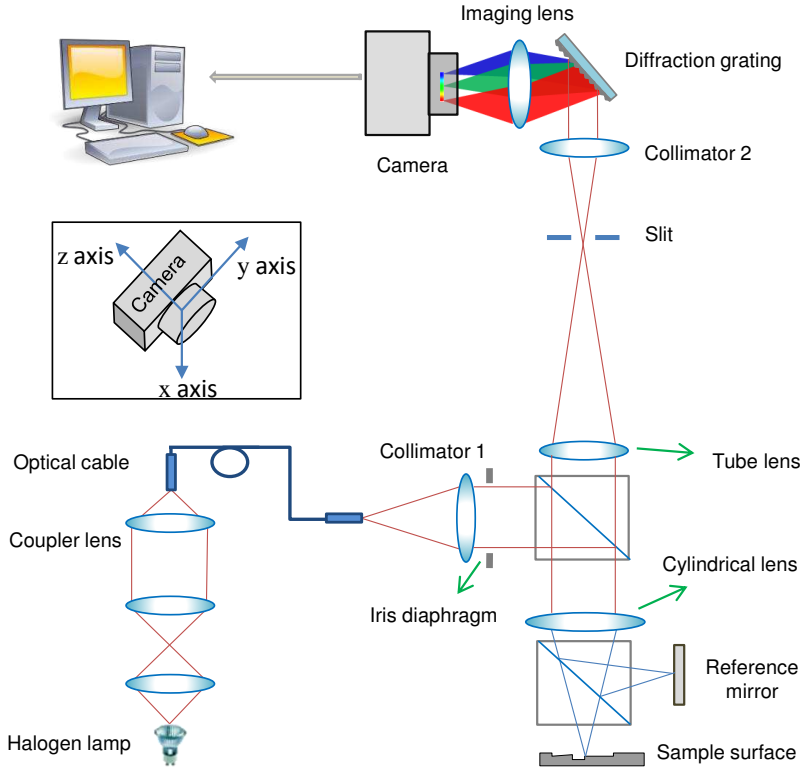 Imaging lens
Diffraction grating
Camera
Collimator 2
Slit
z axis
y axis
Camera
x axis
Optical cable
Collimator 1
Tube lens
Coupler lens
Cylindrical lens
Iris diaphragm
Reference
mirror
Halogen lamp
Sample surface